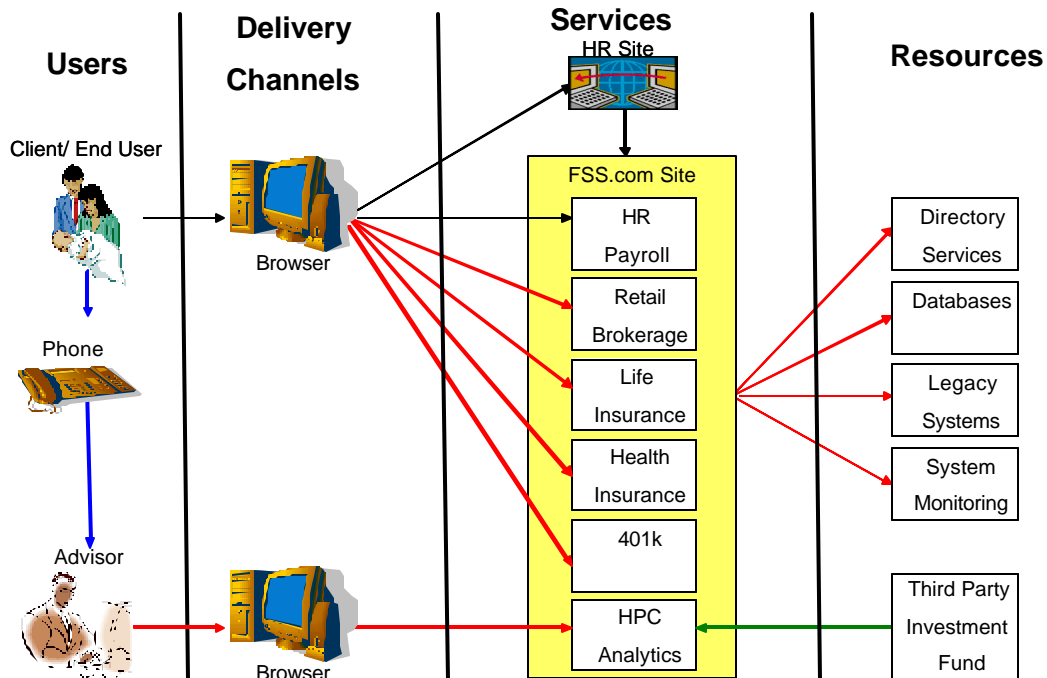 Users
Delivery
Channels
Services
HR Site
Resources
Client/ End User
Browser
Phone
Advisor
Browser
FSS.com Site
HR
Payroll
Retail
Brokerage
Life
Insurance
Health
Insurance
401k
HPC
Analytics
Directory
Services
Databases
Legacy
Systems
System
Monitoring
Third Party
Investment
Fund